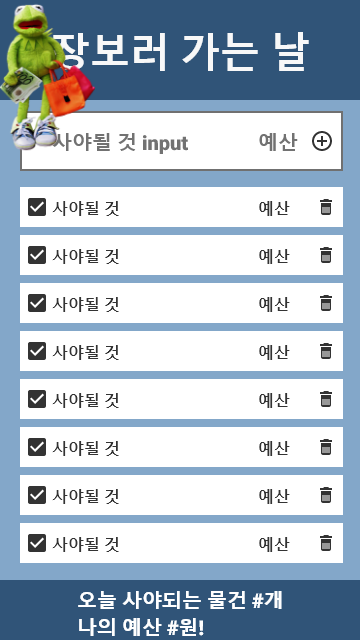 장보러 가는 날
사야될 것 input 예산
사야될 것 예산
사야될 것 예산
사야될 것 예산
사야될 것 예산
사야될 것 예산
사야될 것 예산
사야될 것 예산
사야될 것 예산
오늘 사야되는 물건 #개
나의 예산 #원!